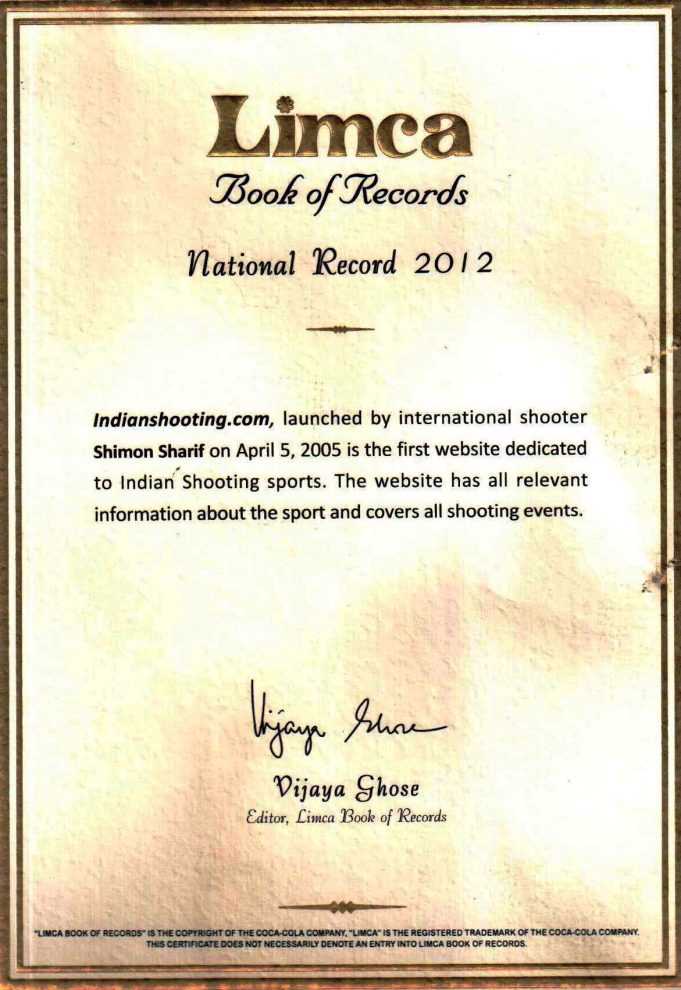 Limca
Book of Records
National Record 2012
Indianshooting.com, launched by international shooter
Shimon Sharif on April 5, 2005 is the first website dedicated
to Indian Shooting sports. The website has all relevant
information about the sport and covers all shooting events.
Vijaya Ghose
Vijaya Ghose
Editor, Limca Book of Records
"LIMCA BOOK OF RECORDS" IS THE COPYRIGHT OF THE COCA-COLA COMPANY, "LIMCA" IS THE REGISTERED TRADEMARK OF THE COCA-COLA COMPANY.
THIS CERTIFICATE DOES NOT NECESSARILY DENOTE AN ENTRY INTO LIMCA BOOK OF RECORDS.